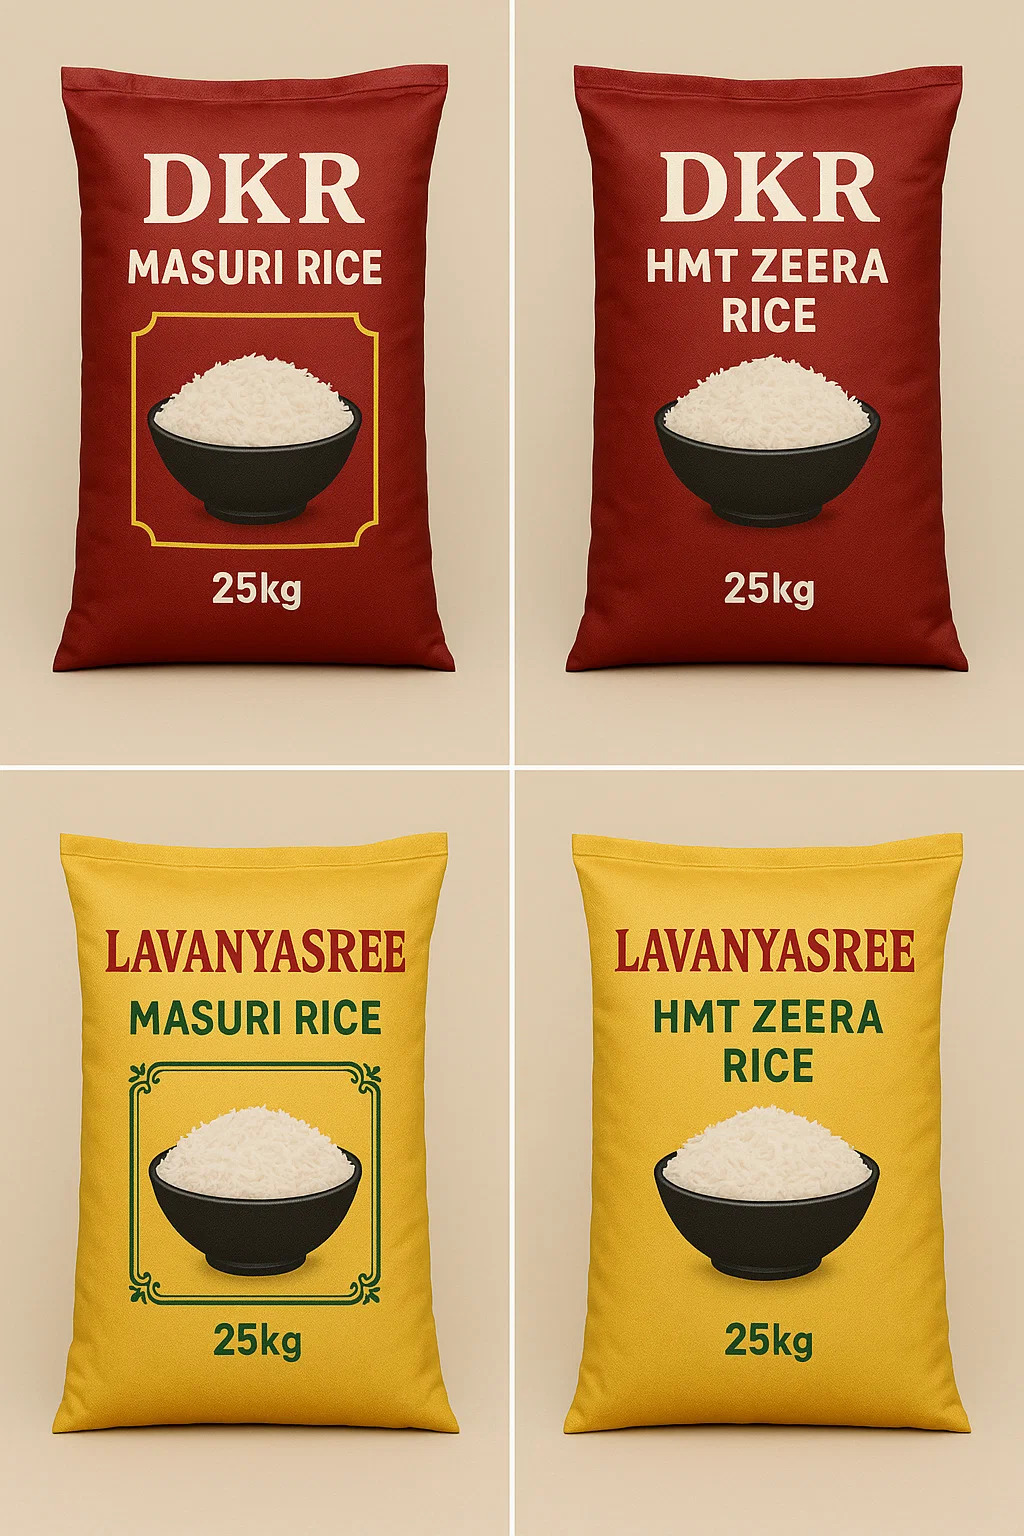 DKR
MASURI RICE
25kg
DKR
HMT ZEERA
RICE
25kg
LAVANYASREE
MASURI RICE
25kg
LAVANYASREE
HMT ZEERA
RICE
25kg